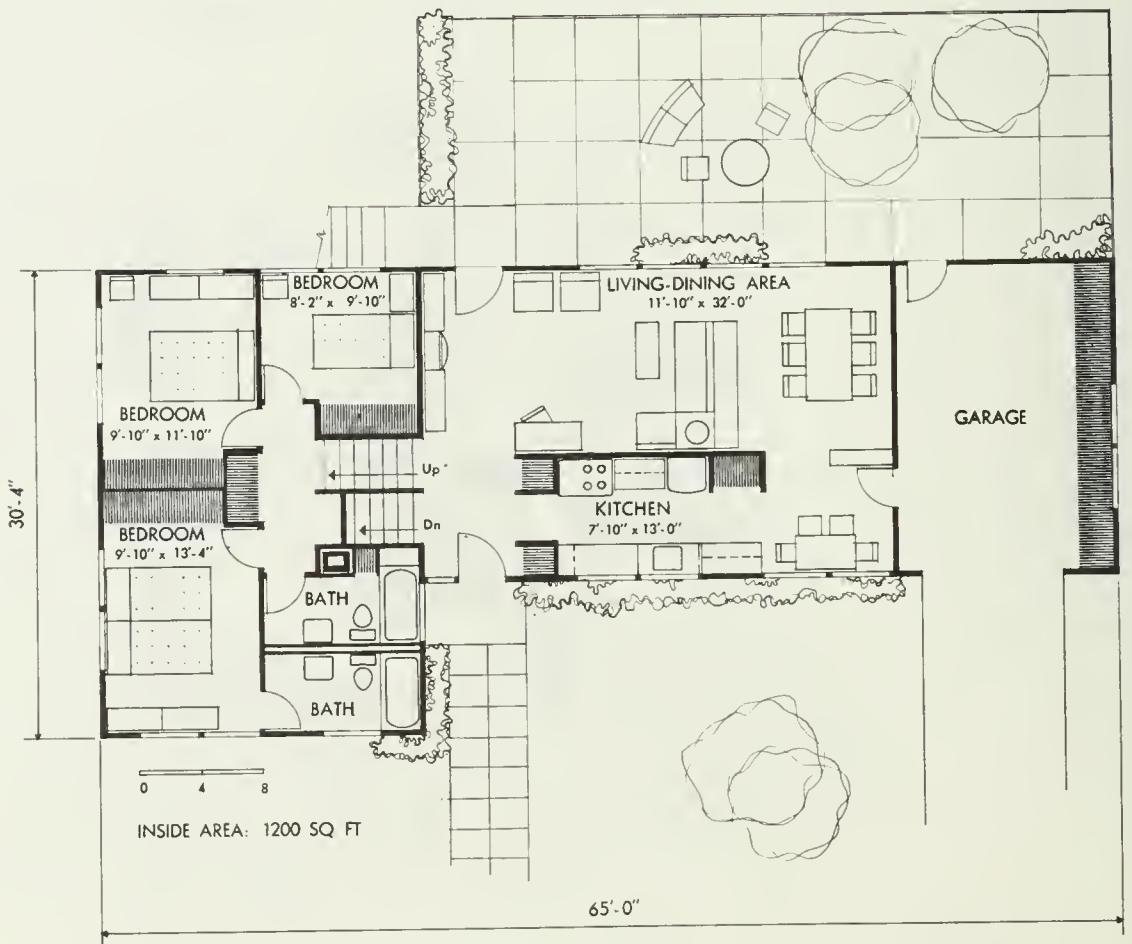 BEDROOM
8'-2" x 9'-10"
LIVING-DINING AREA
11'-10" x 32'-0"
BEDROOM
9'-10" x 11'-10"
GARAGE
Up
KITCHEN
7'-10" x 13'-0"
Dn
30'-4"
BEDROOM
9'-10" x 13'-4"
BATH
BATH
0 4 8
INSIDE AREA: 1200 SQ FT
65'-0"